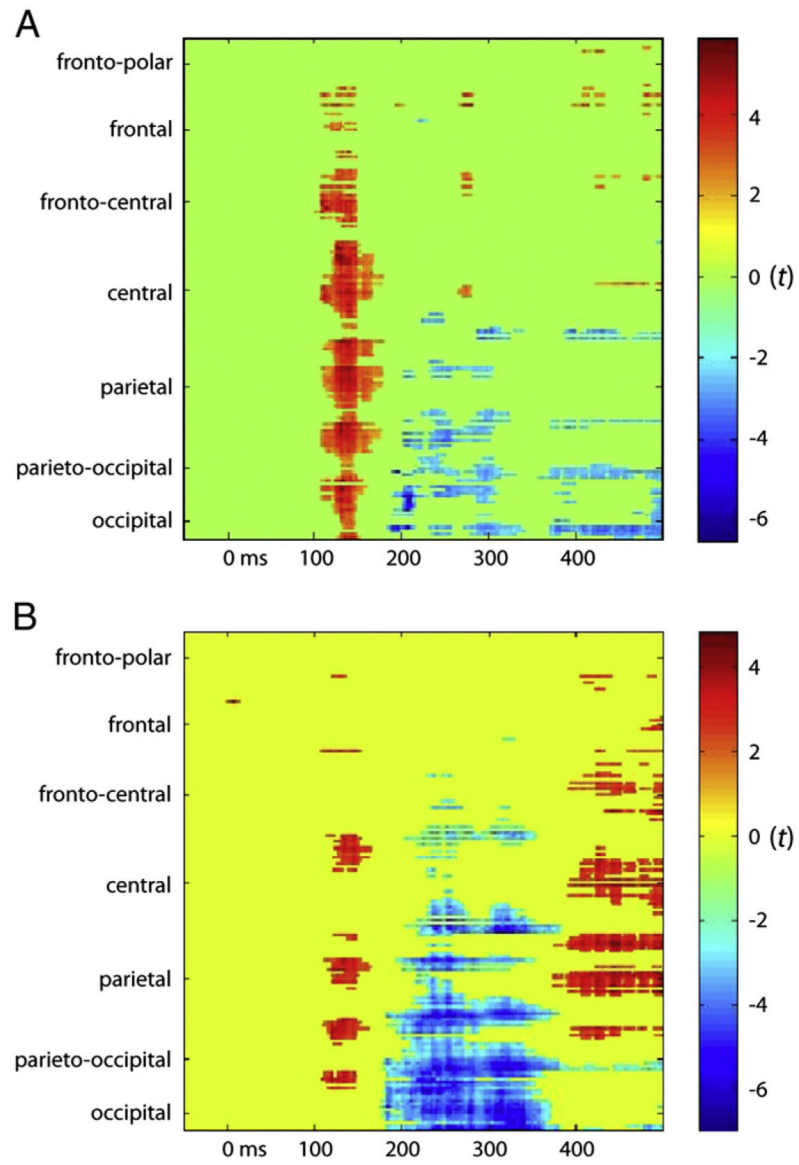 A
fronto-polar
frontal
fronto-central
central
parietal
parieto-occipital
occipital
0 ms 100 200 300 400
4
2
0 (t)
-2
-4
-6
B
fronto-polar
frontal
fronto-central
central
parietal
parieto-occipital
occipital
0 ms 100 200 300 400
4
2
0 (t)
-2
-4
-6